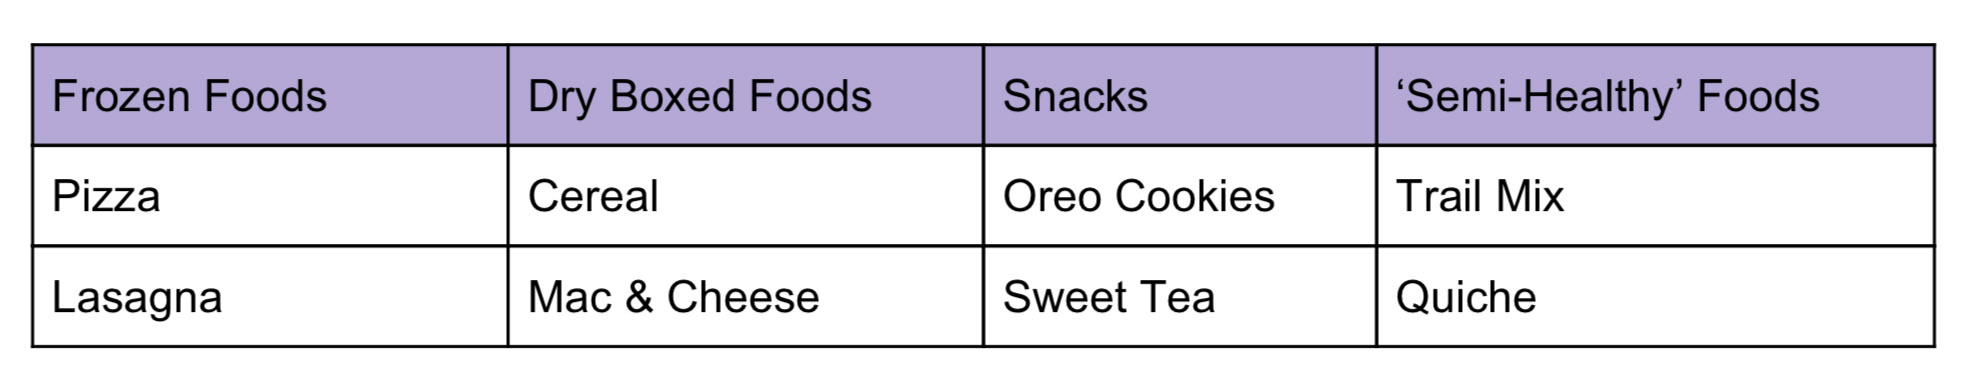 Frozen Foods Dry Boxed Foods Snacks ‘Semi-Healthy’ Foods
Pizza Cereal Oreo Cookies Trail Mix
Lasagna Mac & Cheese Sweet Tea Quiche